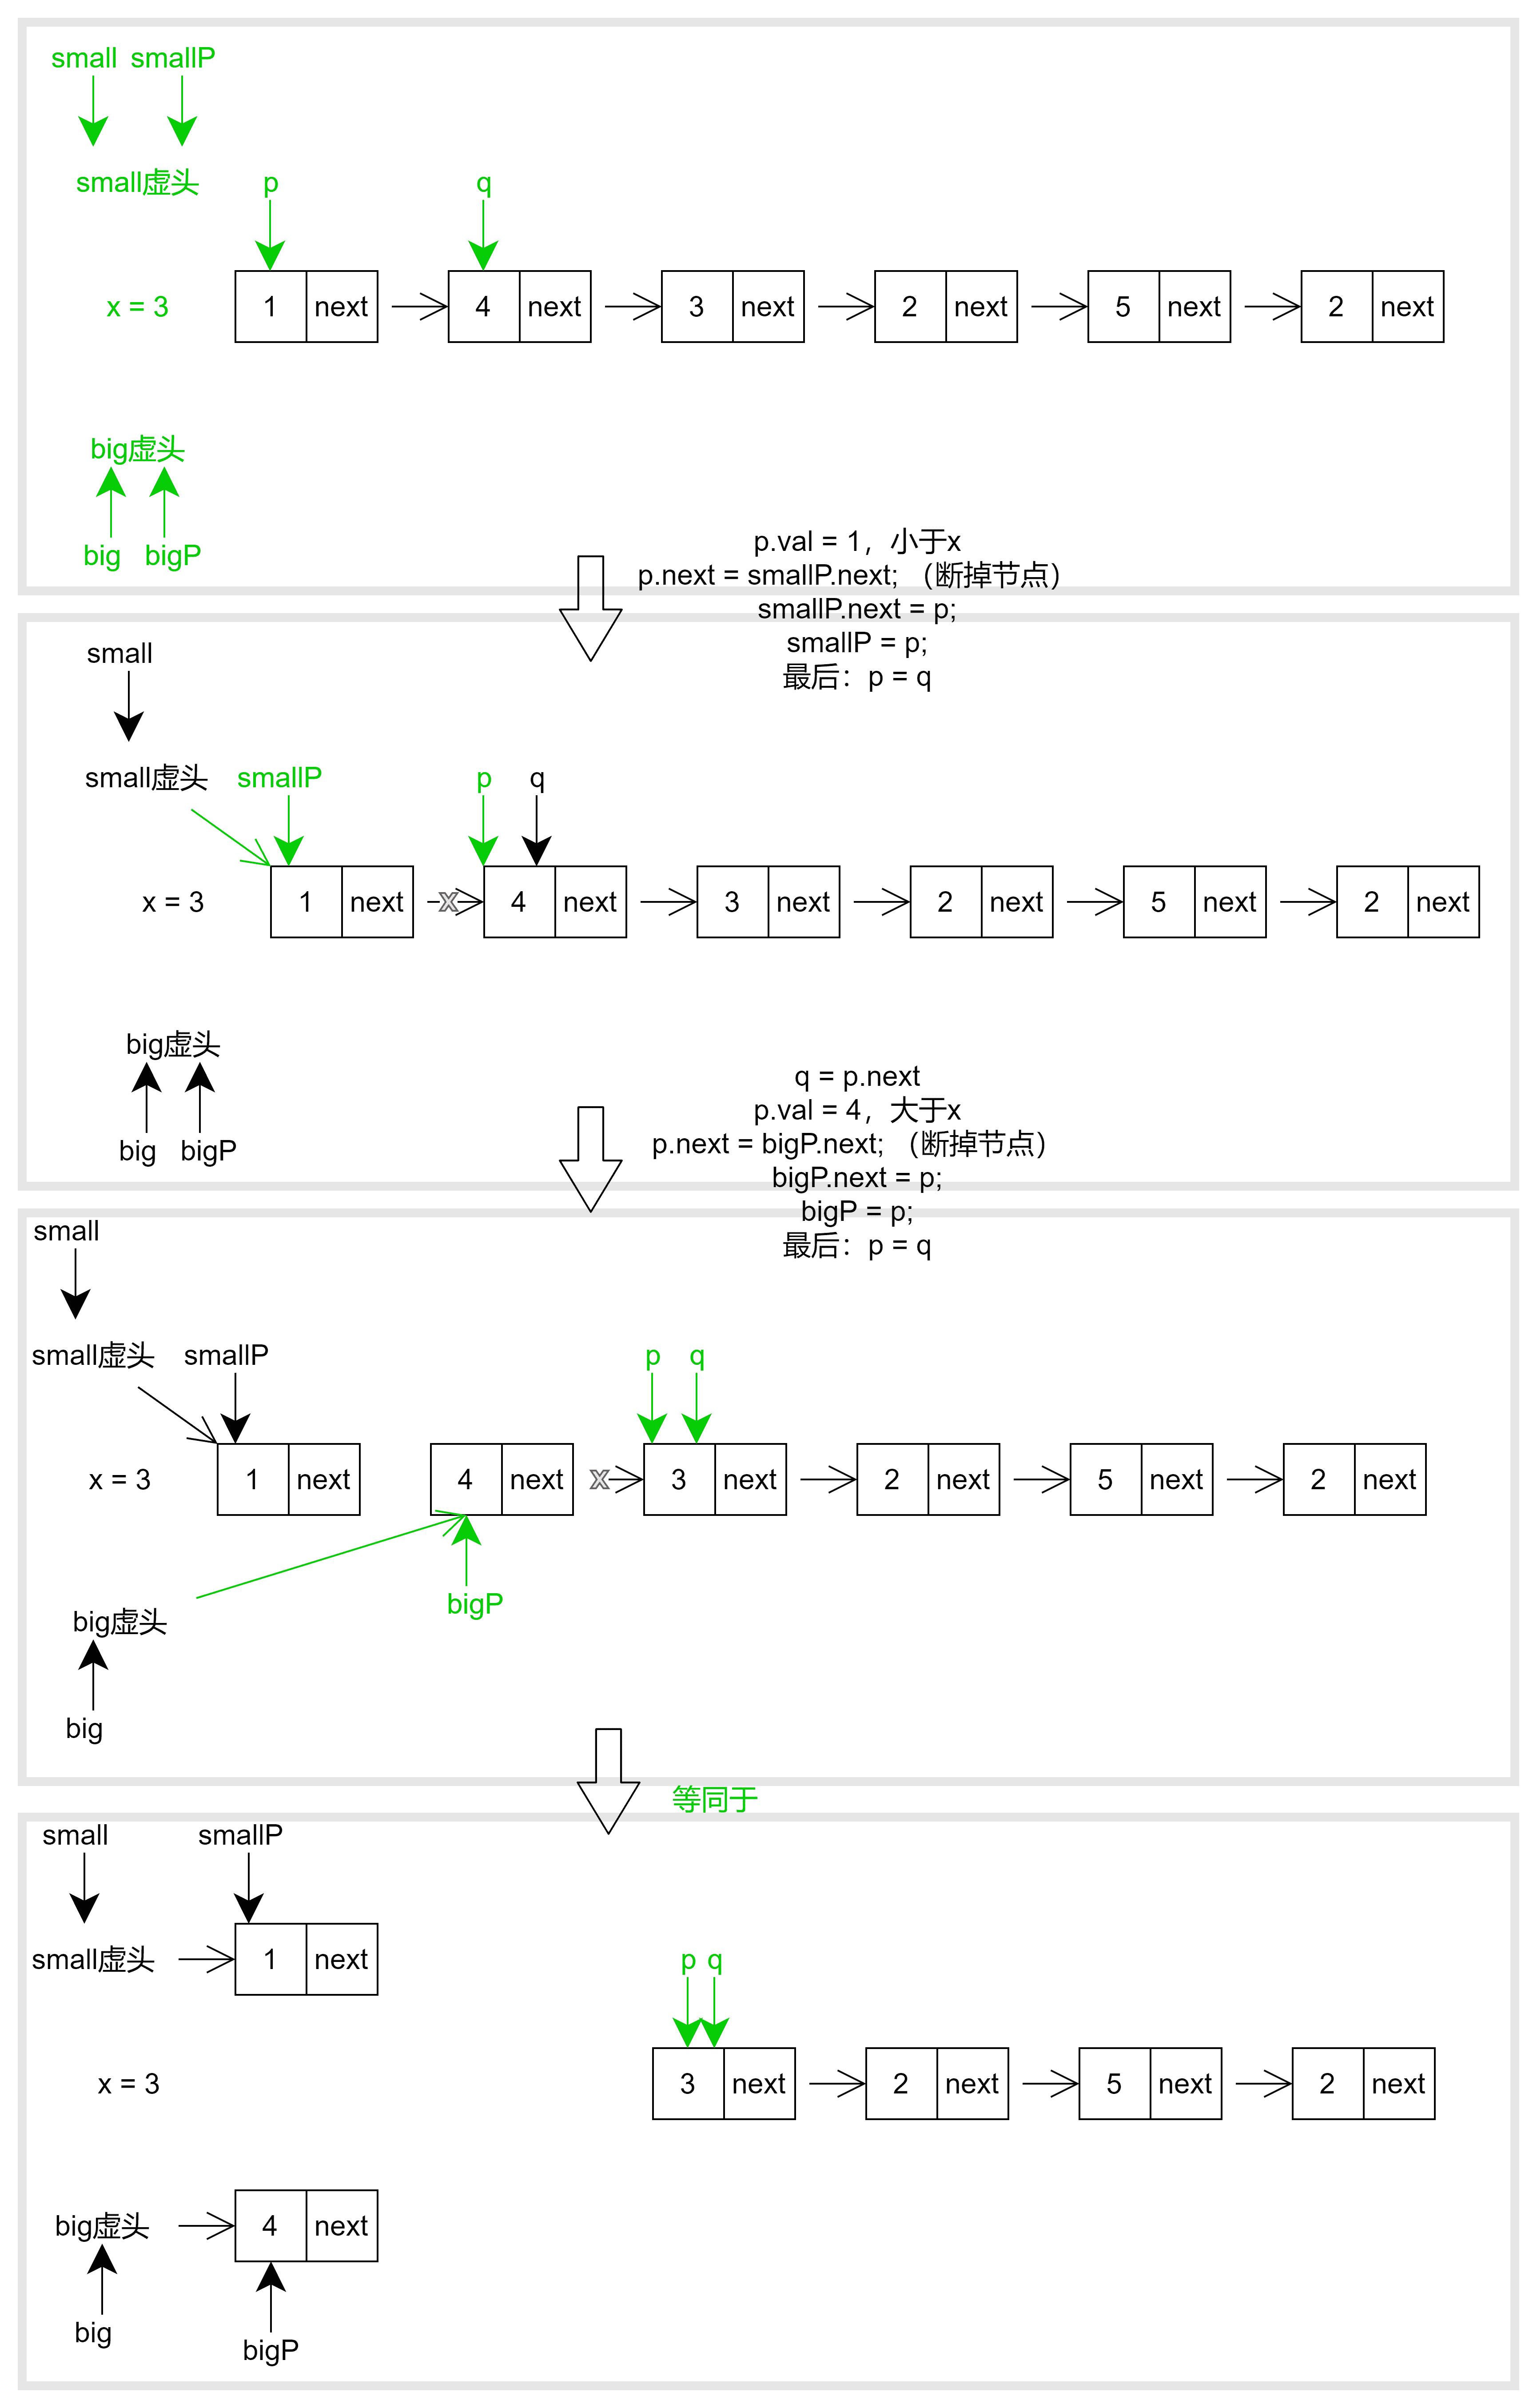 small smallP
small虚头 p q
x = 3 1 next 4 next 3 next 2 next 5 next 2 next
big虚头
big bigP
p.val = 1，小于x
p.next = smallP.next; （断掉节点）
smallP.next = p;
smallP = p;
最后：p = q
small
small虚头 smallP p q
x = 3 1 next x 4 next 3 next 2 next 5 next 2 next
big虚头
big bigP
q = p.next
p.val = 4，大于x
p.next = bigP.next; （断掉节点）
bigP.next = p;
bigP = p;
最后：p = q
small
small虚头 smallP p q
x = 3 1 next 4 next x 3 next 2 next 5 next 2 next
bigP
big虚头
big
等同于
small smallP
small虚头 1 next p q
x = 3 3 next 2 next 5 next 2 next
big虚头 4 next
big bigP